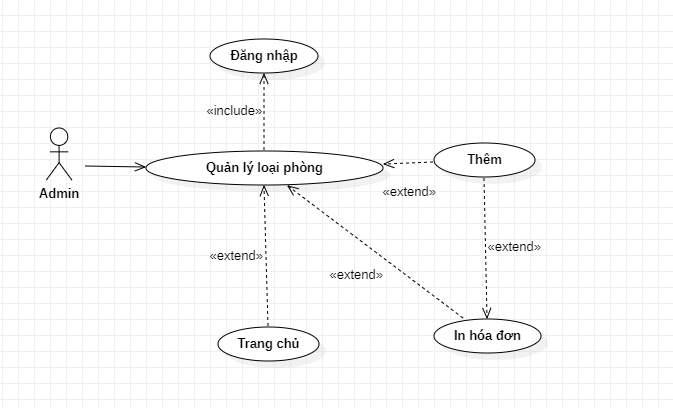 Đăng nhập
«include»
Quản lý loại phòng
Thêm
Admin
«extend»
«extend»
«extend»
«extend»
Trang chủ
In hóa đơn